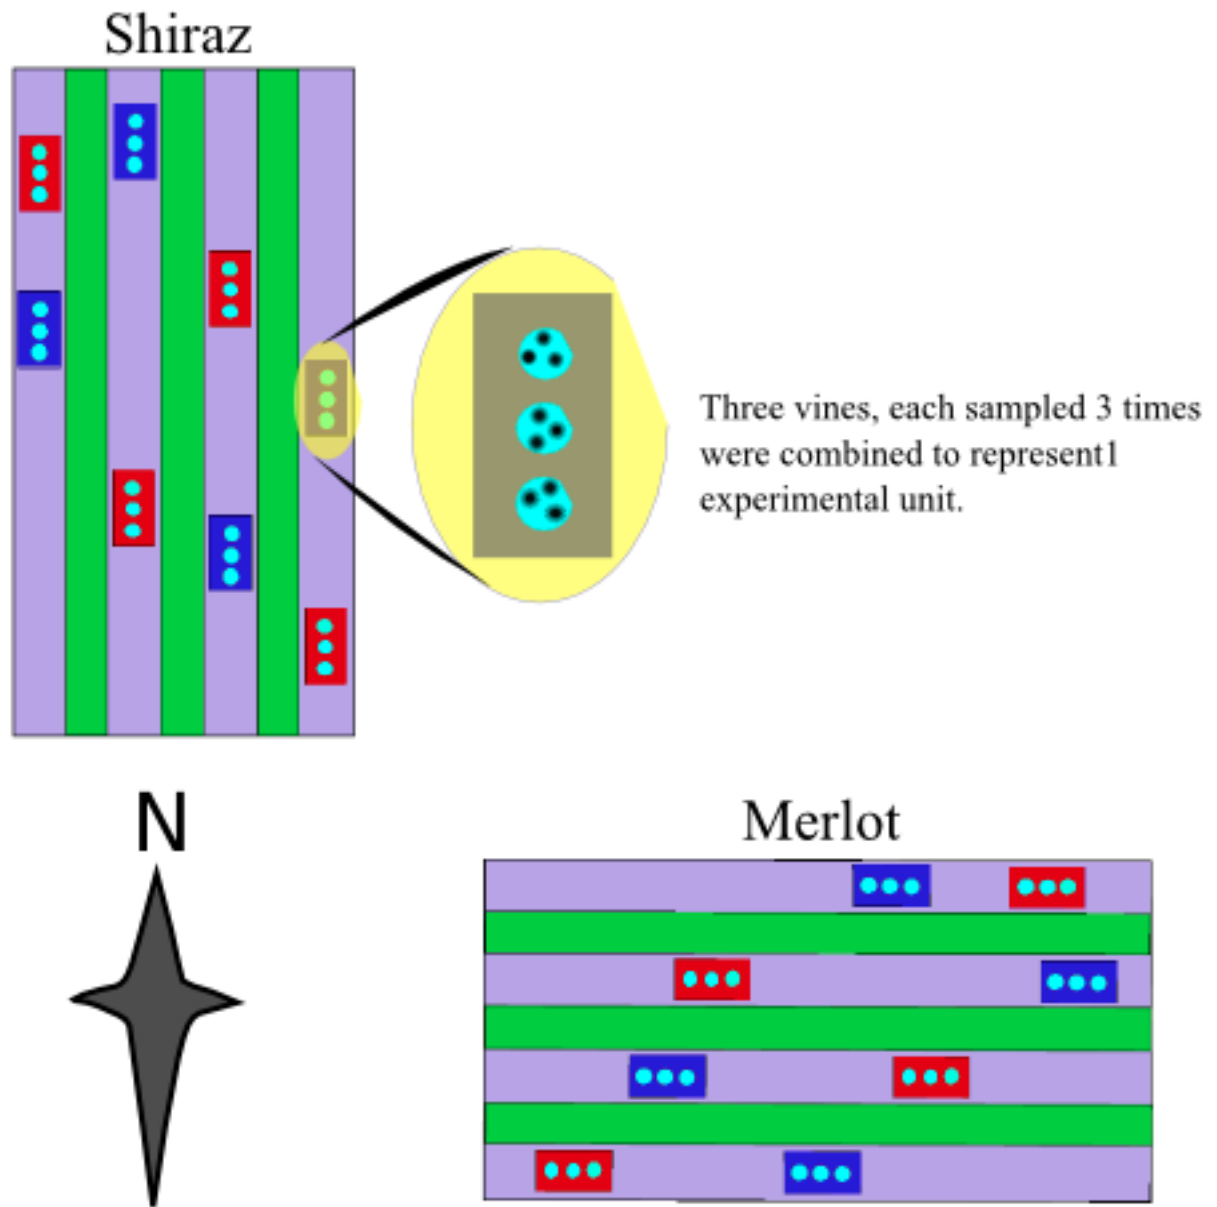 Shiraz
Three vines, each sampled 3 times
were combined to represent1
experimental unit.
N
Merlot